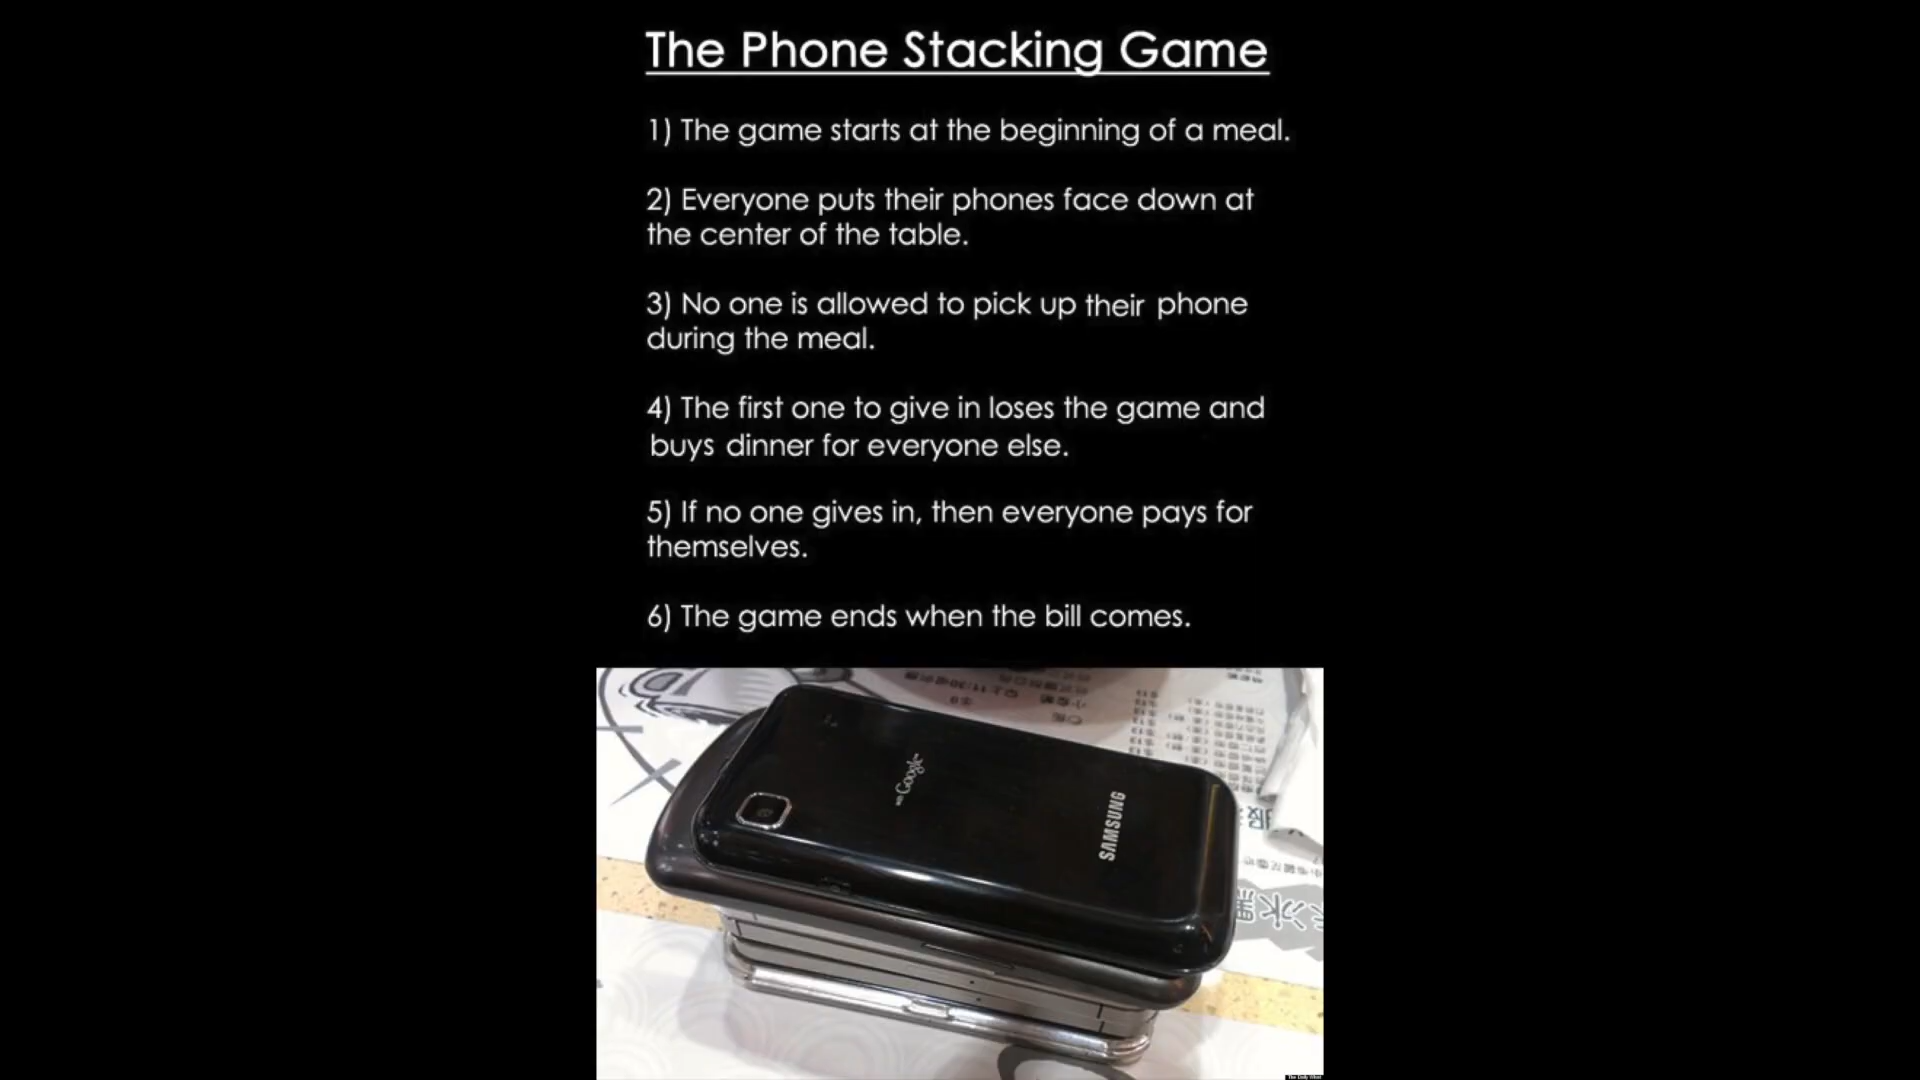 The Phone Stacking Game
1) The game starts at the beginning of a meal.
2) Everyone puts their phones face down at
the center of the table.
3) No one is allowed to pick up their phone
during the meal.
4) The first one to give in loses the game and
buys dinner for everyone else.
5) If no one gives in, then everyone pays for
themselves.
6) The game ends when the bill comes.
with Google
SAMSUNG
The Daily What